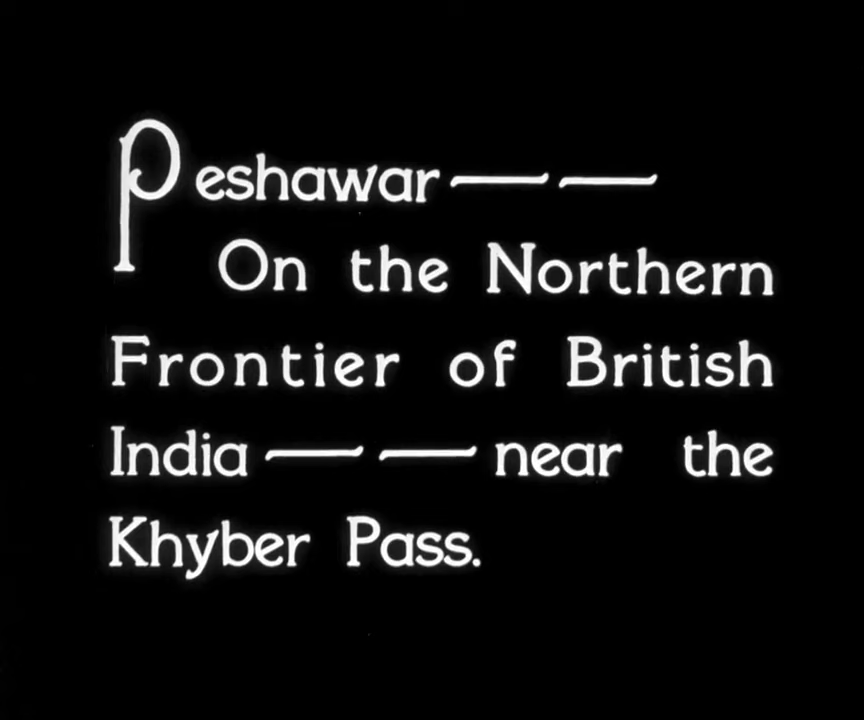 Peshawar — —
On the Northern
Frontier of British
India — — near the
Khyber Pass.